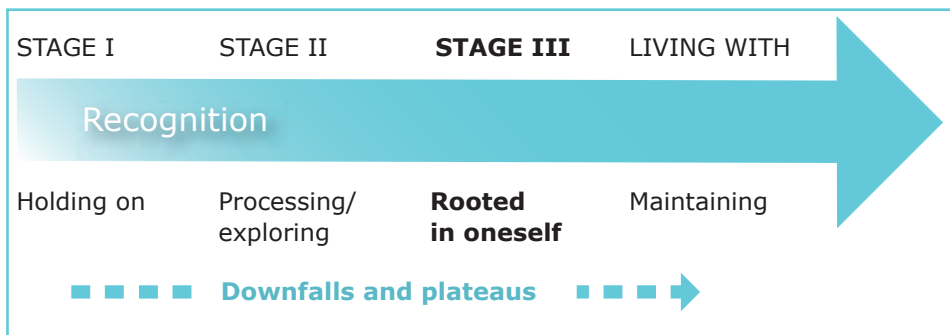 STAGE I STAGE II STAGE III LIVING WITH
Recognition
Holding on Processing/ Rooted Maintaining
exploring in oneself
Downfalls and plateaus